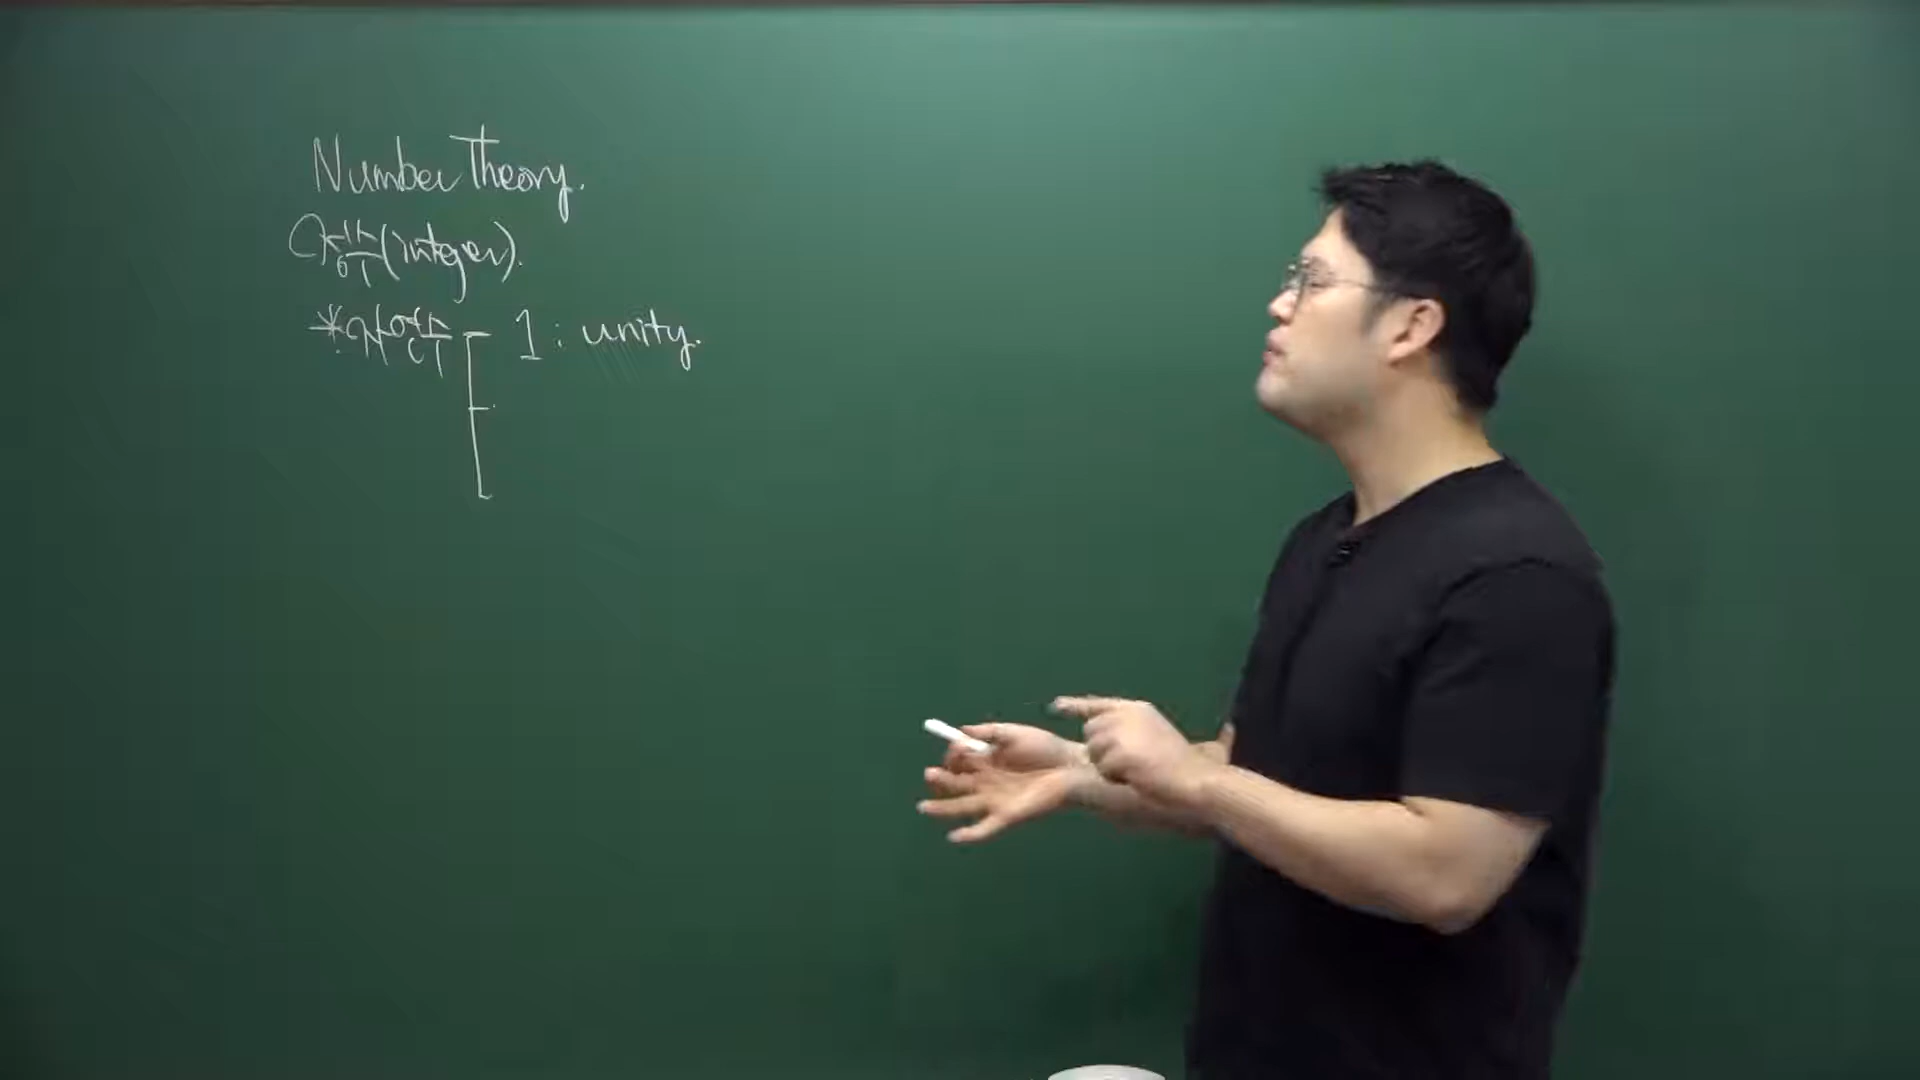 Number Theory.
정수(integer).
*자연수 1 : unity.